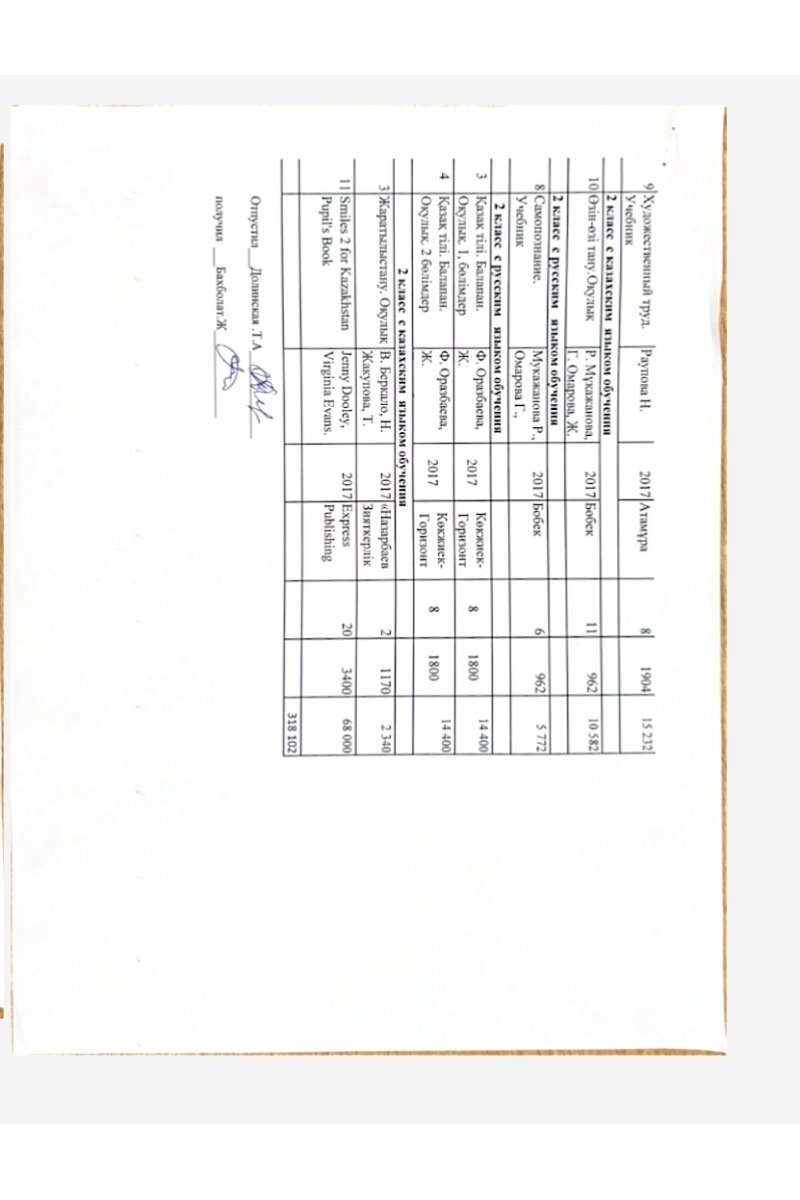 9 Художественный труд. Раупова Н. 2017 Атамұра 8 1904 15 232
Учебник
2 класс с казахским языком обучения
10 Өзін-өзі тану.Оқулық Р. Мұқажанова, 2017 Бөбек 11 962 10 582
Г. Омарова, Ж.
2 класс с русским языком обучения
8 Самопознание. Мукажанова Р., 2017 Бобек 6 962 5 772
Учебник Омарова Г.,
2 класс с русским языком обучения
3 Қазақ тілі. Балапан. Ф. Оразбаева, 2017 Көкжиек- 8 1800 14 400
Оқулық. 1, бөлімдер Ж. Горизонт
4 Қазақ тілі. Балапан. Ф. Оразбаева, 2017 Көкжиек- 8 1800 14 400
Оқулық. 2 бөлімдер Ж. Горизонт
2 класс с казахским языком обучения
3 Жаратылыстану. Оқулық В. Беркало, Н. 2017 «Назарбаев 2 1170 2 340
Жакупова, Т. Зияткерлік
11 Smiles 2 for Kazakhstan Jenny Dooley, 2017 Express 20 3400 68 000
Pupil's Book Virginia Evans. Publishing
318 102
Отпустил__Долинская .Т.А
получил ___Бахболат.Ж